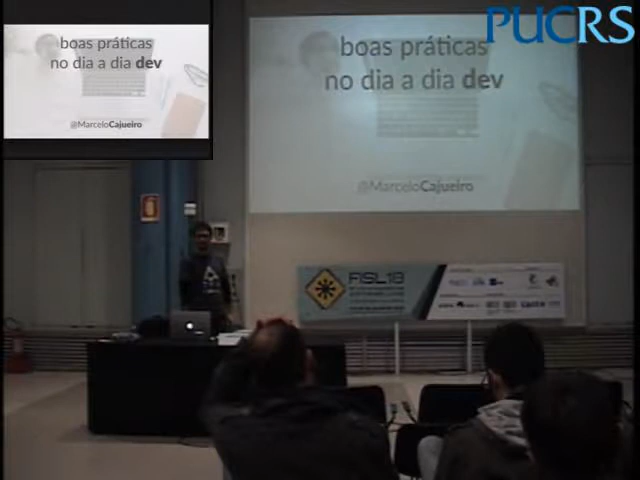 boas práticas
no dia a dia dev
@MarceloCajueiro
PUCRS
boas práticas
no dia a dia dev
@MarceloCajueiro
FISL18